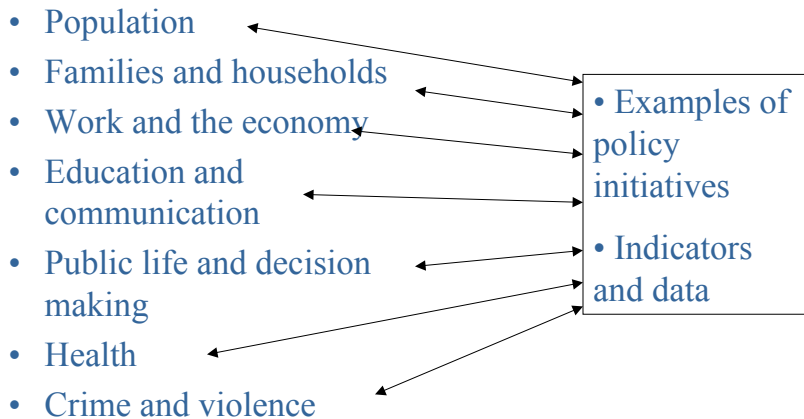 • Population
• Families and households
• Work and the economy
• Education and
communication
• Public life and decision
making
• Health
• Crime and violence
• Examples of
policy
initiatives
• Indicators
and data